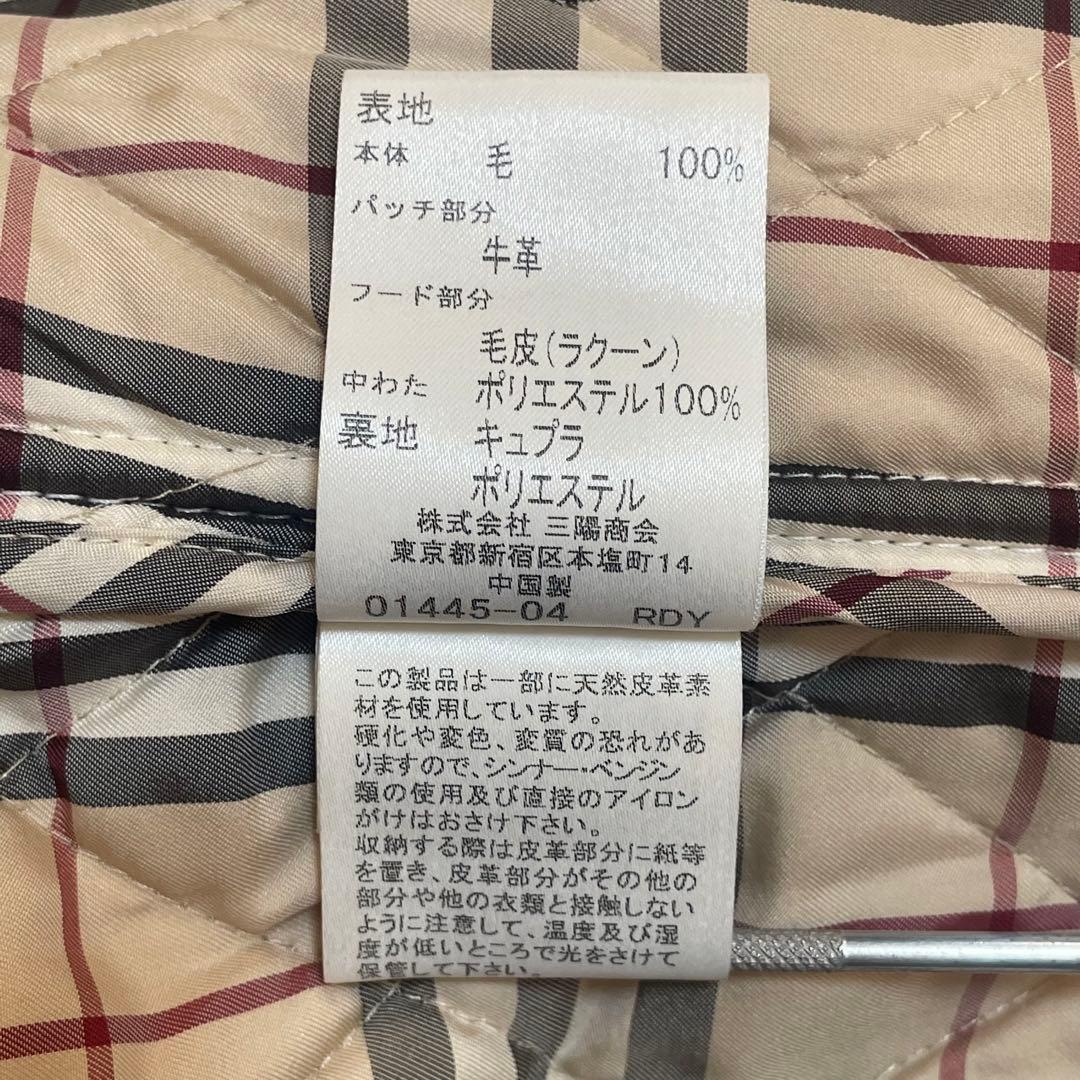 表地
本体 毛 100%
パッチ部分
牛革
フード部分
毛皮(ラクーン)
中わた ポリエステル100%
裏地 キュプラ
ポリエステル
株式会社 三陽商会
東京都新宿区本塩町14
中国製
01445-04 RDY
この製品は一部に天然皮革素
材を使用しています。
硬化や変色、変質の恐れがあ
りますので、シンナー・ベンジン
類の使用及び直接のアイロン
がけはおさけ下さい。
収納する際は皮革部分に紙等
を置き、皮革部分がその他の
部分や他の衣類と接触しない
ように注意して、温度及び湿
度が低いところで光をさけて
保管して下さい。